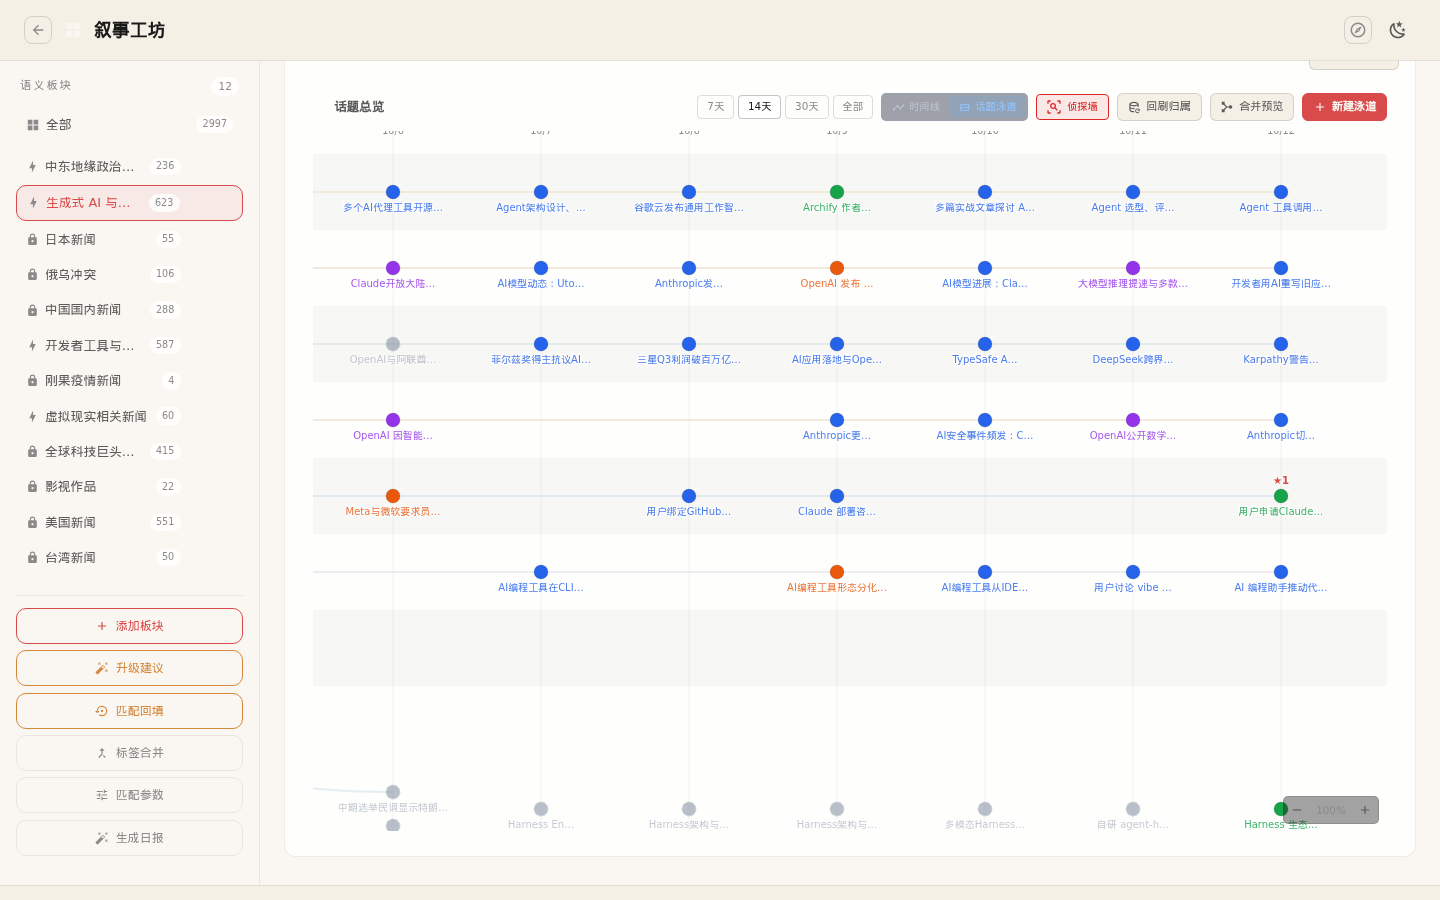 叙事工坊
语义板块 12
全部 2997
中东地缘政治... 236
生成式 AI 与... 623
日本新闻 55
俄乌冲突 106
中国国内新闻 288
开发者工具与... 587
刚果疫情新闻 4
虚拟现实相关新闻 60
全球科技巨头... 415
影视作品 22
美国新闻 551
台湾新闻 50
添加板块
升级建议
匹配回填
标签合并
匹配参数
生成日报
话题总览 7天 14天 30天 全部 时间线 话题泳道 侦探墙 回刷归属 合并预览 新建泳道
10/6 10/7 10/8 10/9 10/10 10/11 10/12
多个AI代理工具开源... Agent架构设计、... 谷歌云发布通用工作智... Archify 作者... 多篇实战文章探讨 A... Agent 选型、评... Agent 工具调用...
Claude开放大陆... AI模型动态：Uto... Anthropic发... OpenAI 发布 ... AI模型进展：Cla... 大模型推理提速与多款... 开发者用AI重写旧应...
OpenAI与阿联酋... 菲尔兹奖得主抗议AI... 三星Q3利润破百万亿... AI应用落地与Ope... TypeSafe A... DeepSeek跨界... Karpathy警告...
OpenAI 因智能... Anthropic更... AI安全事件频发：C... OpenAI公开数学... Anthropic切...
★1
Meta与微软要求员... 用户绑定GitHub... Claude 部署咨... 用户申请Claude...
AI编程工具在CLI... AI编程工具形态分化... AI编程工具从IDE... 用户讨论 vibe ... AI 编程助手推动代...
中期选举民调显示特朗...
Harness En... Harness架构与... Harness架构与... 多模态Harness... 自研 agent-h... Harness 生态...
100%